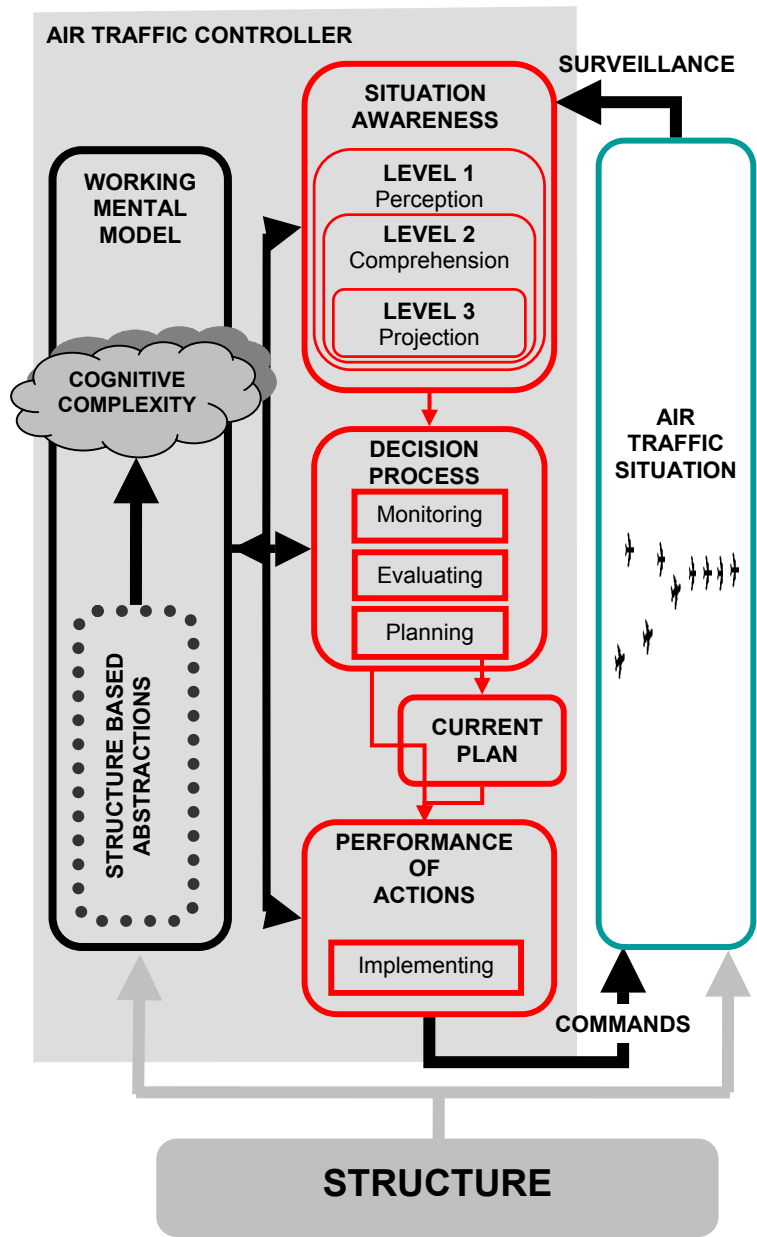 AIR TRAFFIC CONTROLLER
SURVEILLANCE
SITUATION
AWARENESS
LEVEL 1
Perception
LEVEL 2
Comprehension
LEVEL 3
Projection
WORKING
MENTAL
MODEL
COGNITIVE
COMPLEXITY
STRUCTURE BASED
ABSTRACTIONS
DECISION
PROCESS
Monitoring
Evaluating
Planning
CURRENT
PLAN
PERFORMANCE
OF
ACTIONS
Implementing
AIR
TRAFFIC
SITUATION
COMMANDS
STRUCTURE